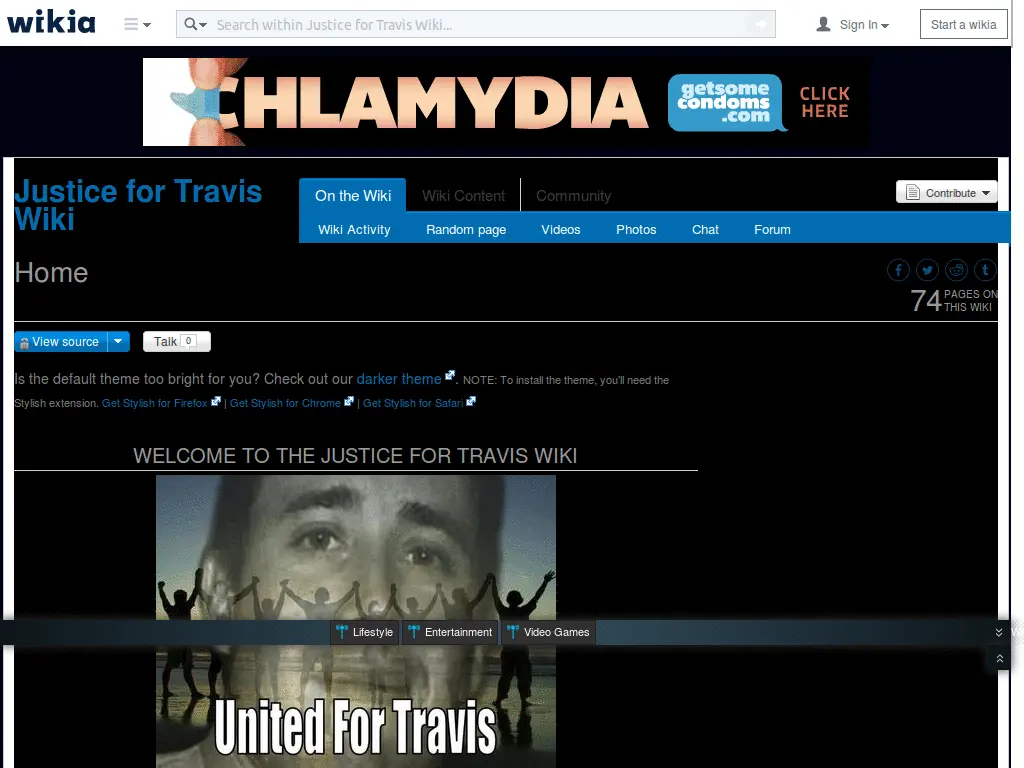 wikia
Search within Justice for Travis Wiki...
Sign In
Start a wikia
CHLAMYDIA
getsome
condoms
.com
CLICK
HERE
Justice for Travis
Wiki
On the Wiki
Wiki Content
Community
Contribute
Wiki Activity
Random page
Videos
Photos
Chat
Forum
Home
74 PAGES ON
THIS WIKI
View source
Talk 0
Is the default theme too bright for you? Check out our darker theme. NOTE: To install the theme, you'll need the
Stylish extension. Get Stylish for Firefox | Get Stylish for Chrome | Get Stylish for Safari
WELCOME TO THE JUSTICE FOR TRAVIS WIKI
Lifestyle
Entertainment
Video Games
United For Travis